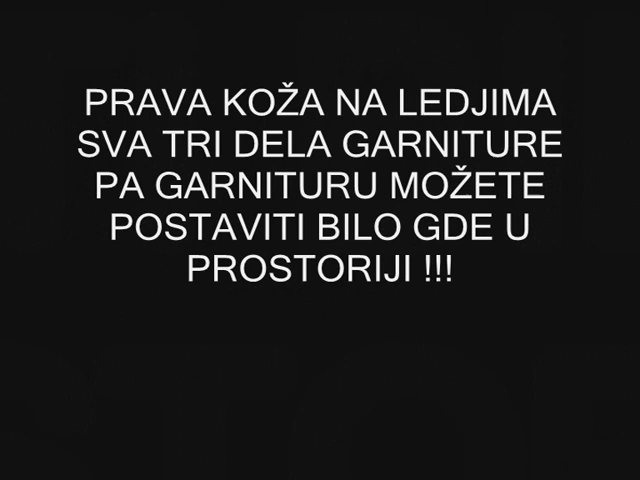 PRAVA KOŽA NA LEDJIMA
SVA TRI DELA GARNITURE
PA GARNITURU MOŽETE
POSTAVITI BILO GDE U
PROSTORIJI !!!